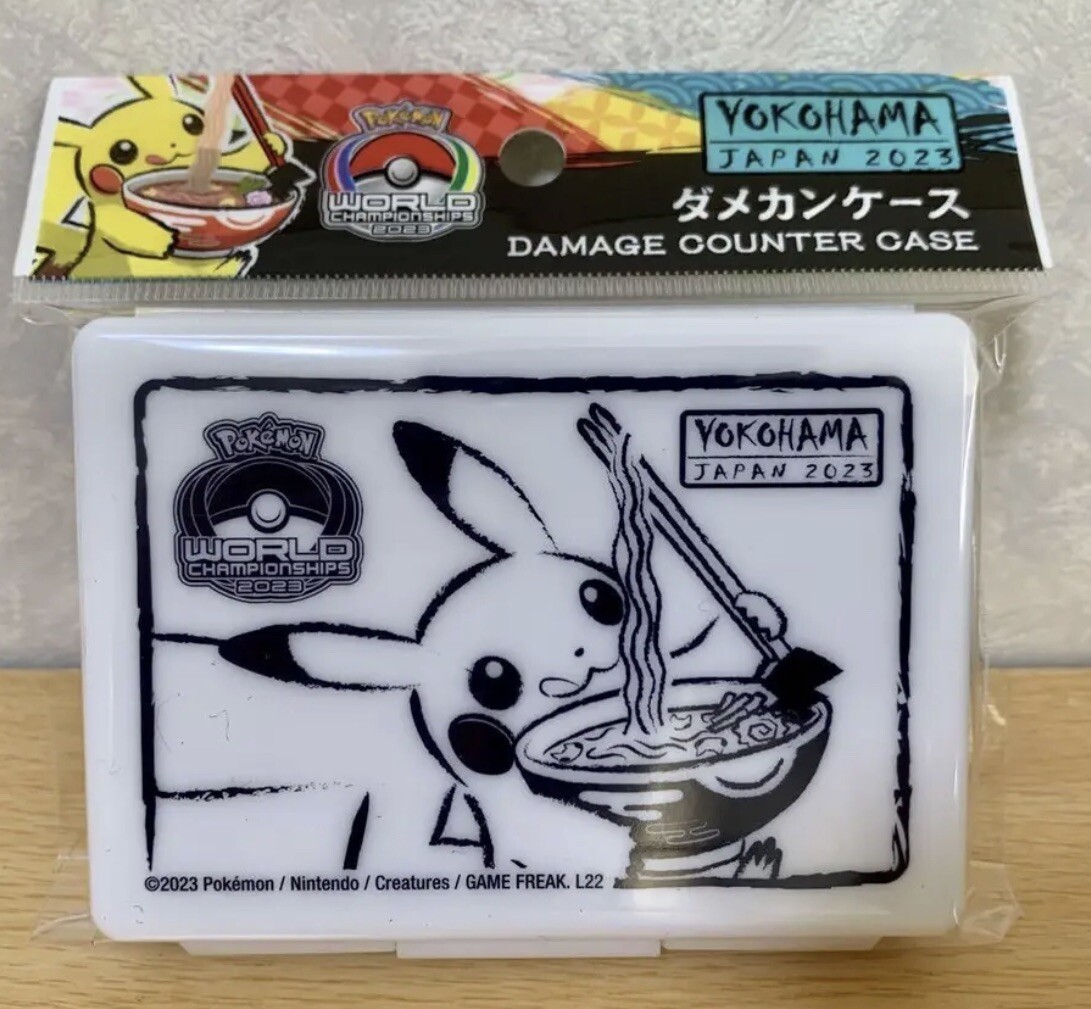 Pokémon
WORLD
CHAMPIONSHIPS
2023
YOKOHAMA
JAPAN 2023
ダメカンケース
DAMAGE COUNTER CASE
Pokémon
WORLD
CHAMPIONSHIPS
2023
YOKOHAMA
JAPAN 2023
©2023 Pokémon / Nintendo / Creatures / GAME FREAK. L22